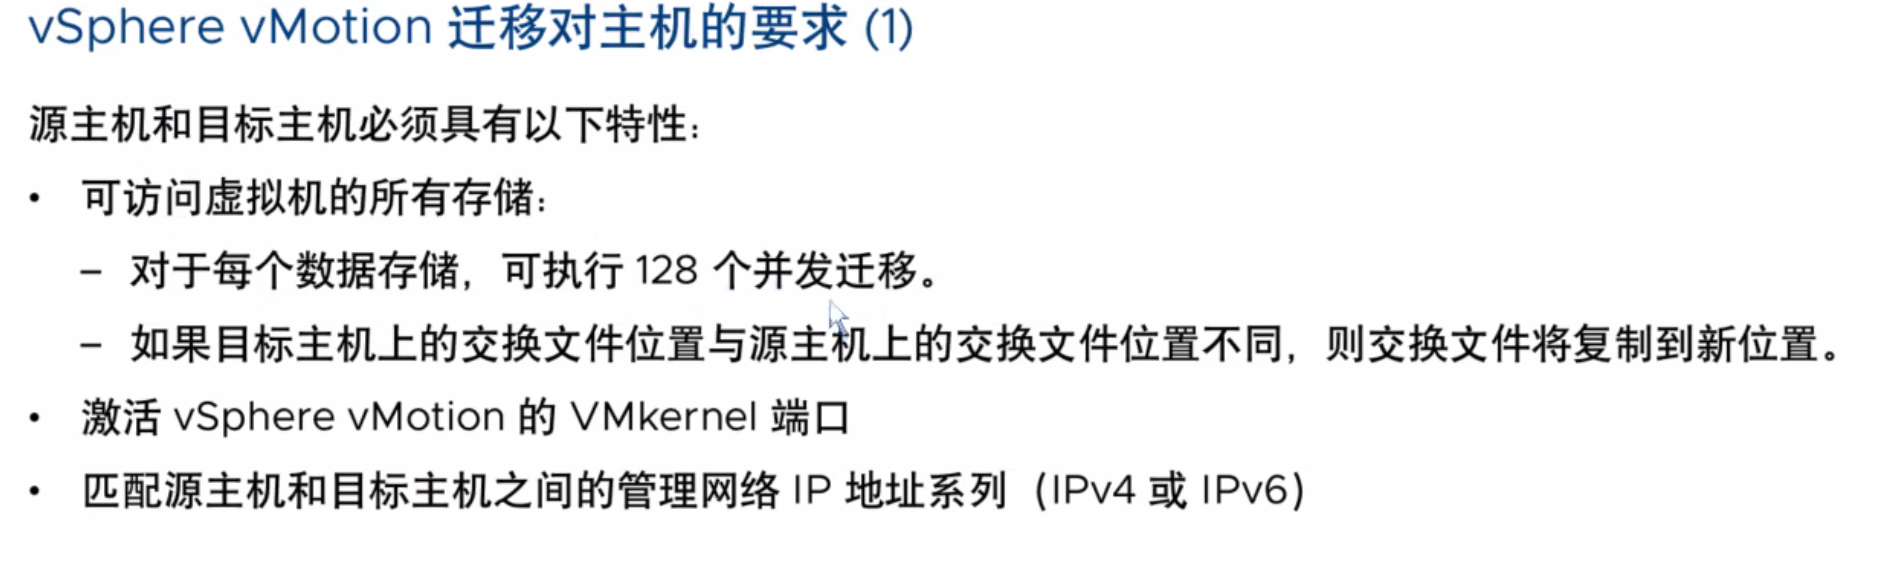 vSphere vMotion 迁移对主机的要求 (1)
源主机和目标主机必须具有以下特性：
• 可访问虚拟机的所有存储：
– 对于每个数据存储，可执行 128 个并发迁移。
– 如果目标主机上的交换文件位置与源主机上的交换文件位置不同，则交换文件将复制到新位置。
• 激活 vSphere vMotion 的 VMkernel 端口
• 匹配源主机和目标主机之间的管理网络 IP 地址系列（IPv4 或 IPv6）